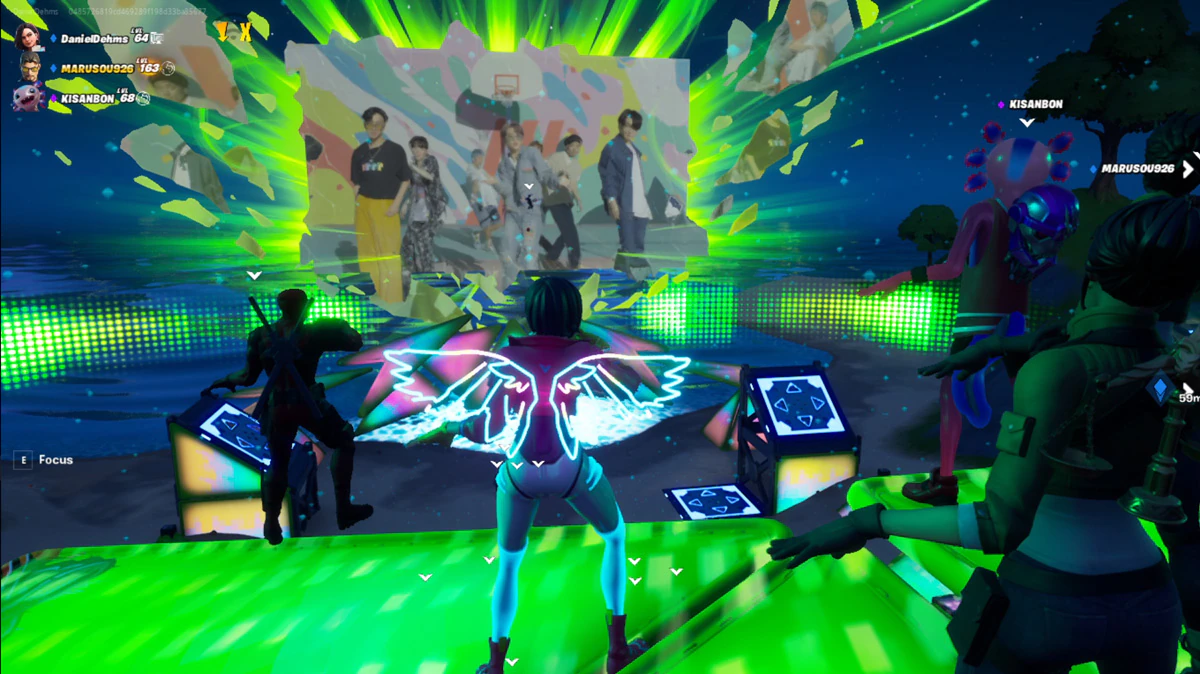 DanielDehms LVL 64
MARUSOU926 LVL 163
KISANBON LVL 68
KISANBON
MARUSOU926
59m
E Focus